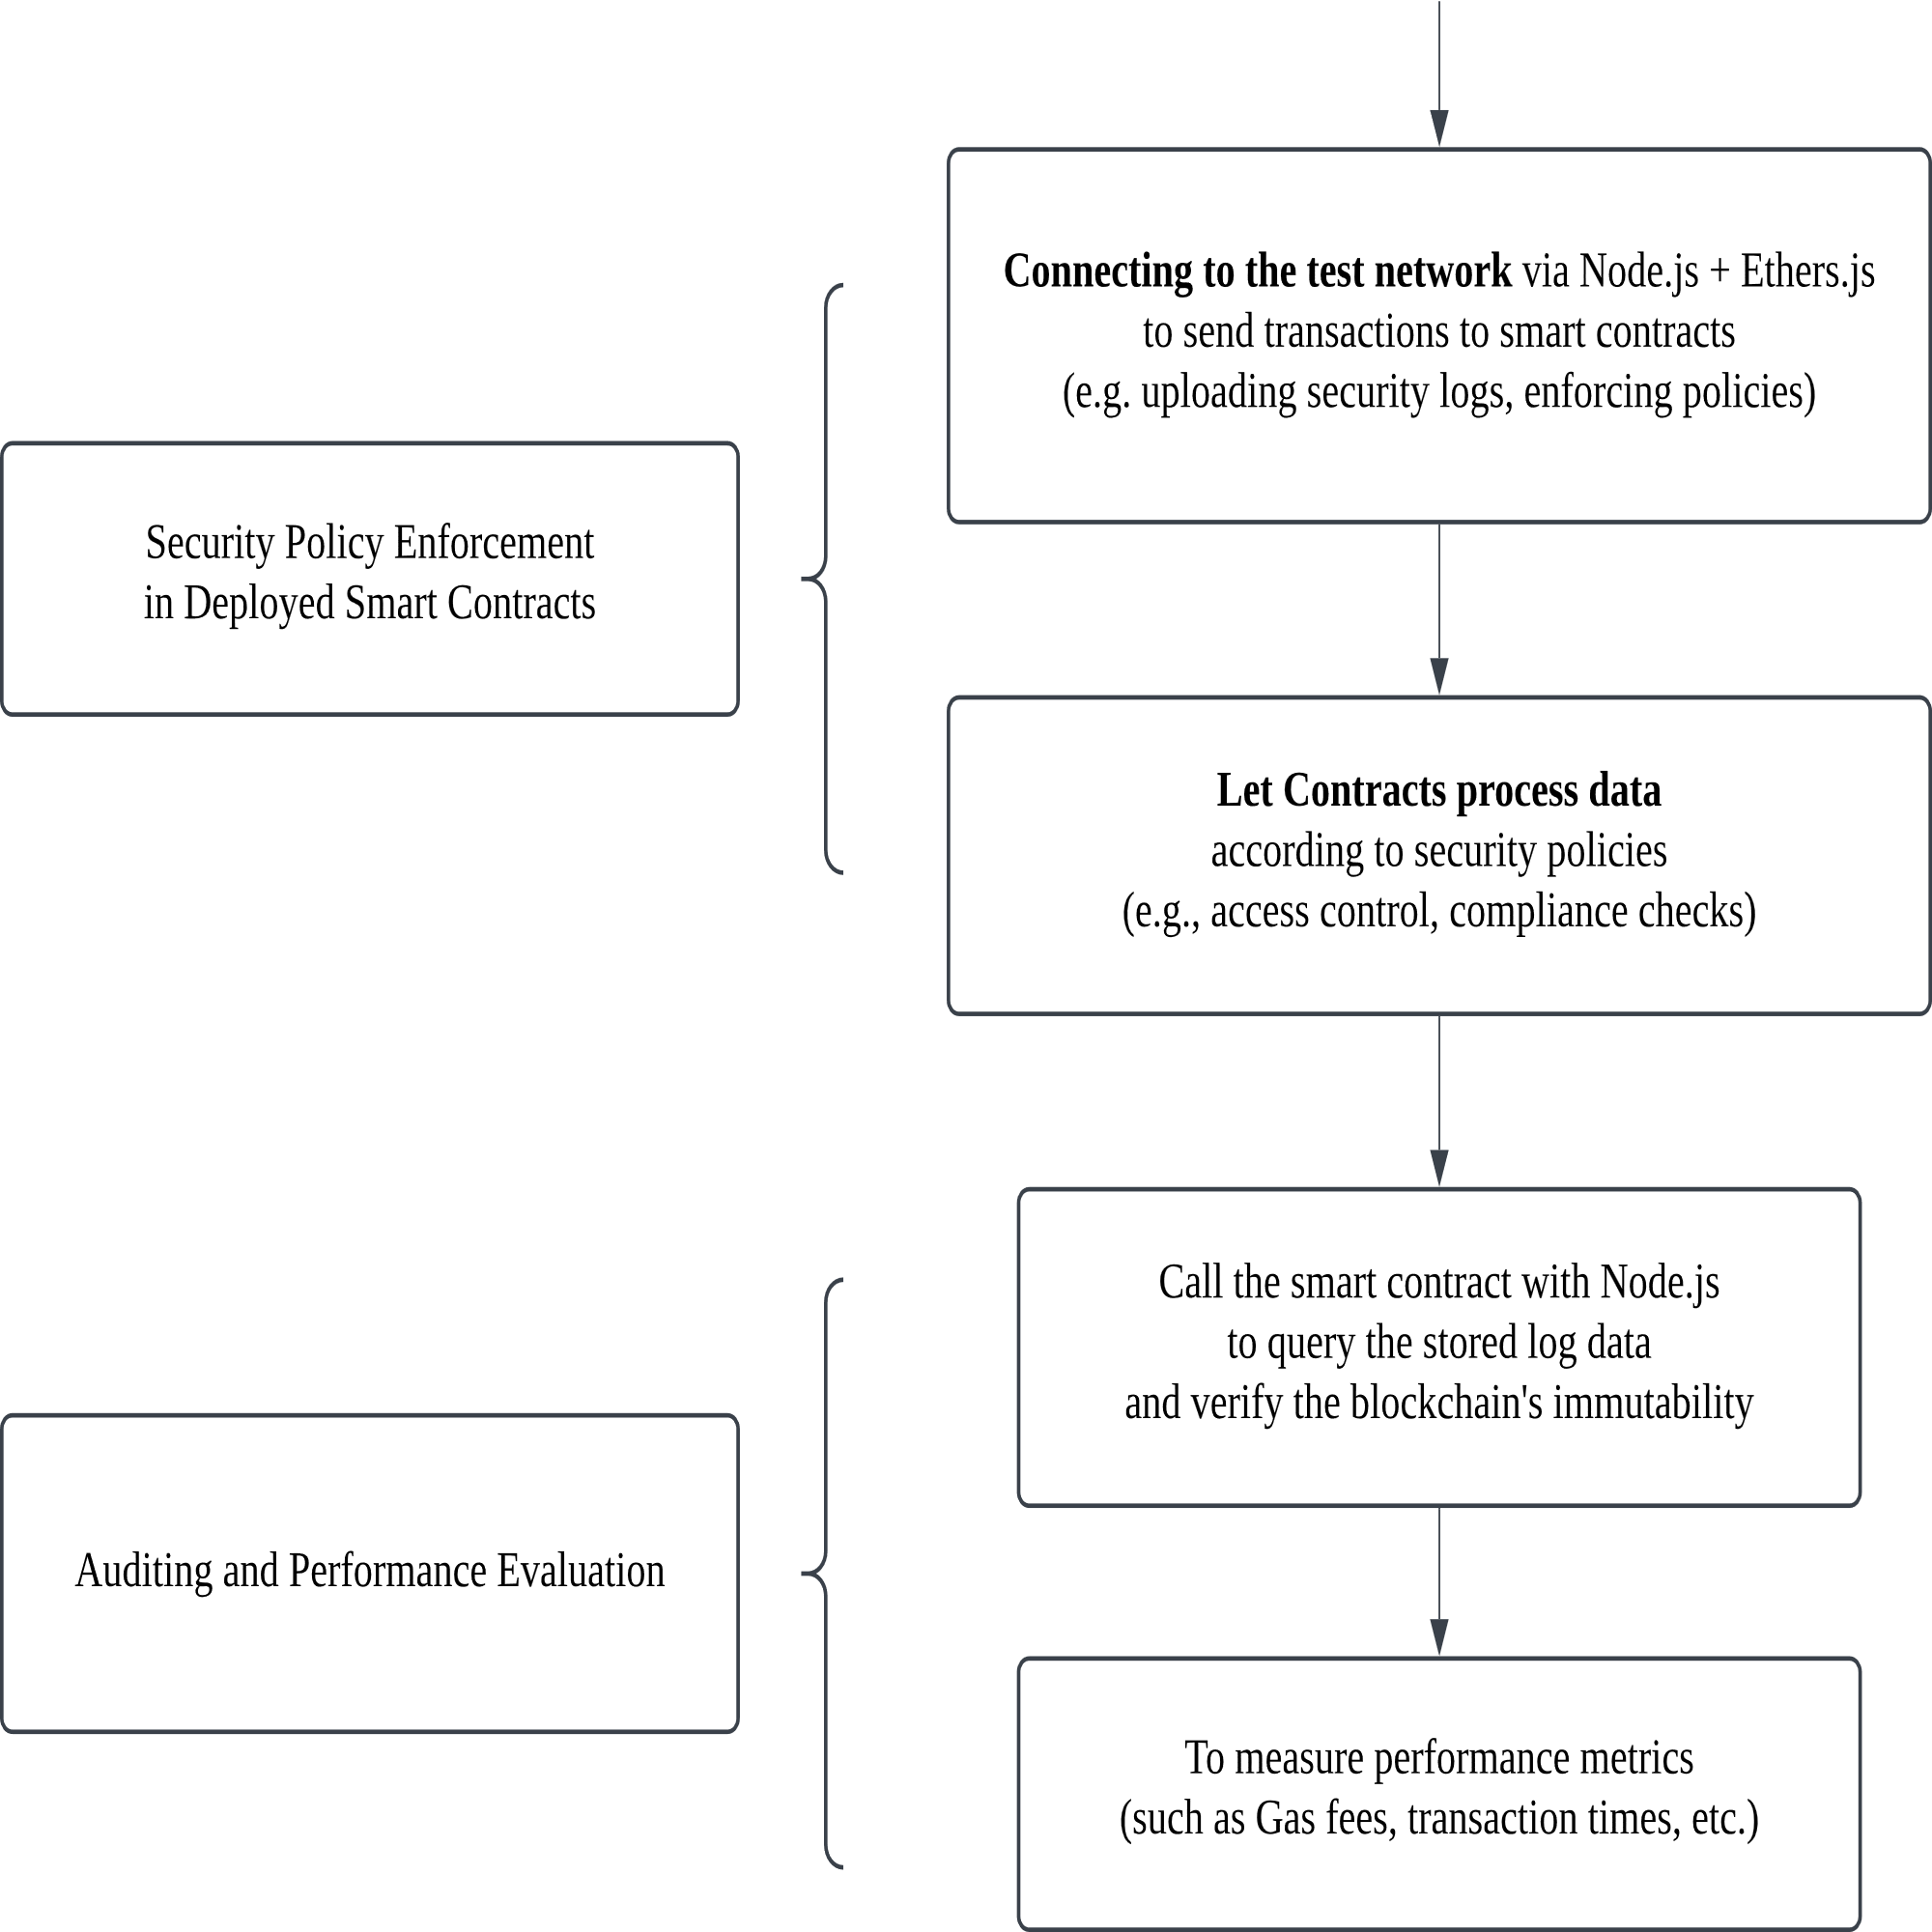 Connecting to the test network via Node.js + Ethers.js
to send transactions to smart contracts
(e.g. uploading security logs, enforcing policies)
Security Policy Enforcement
in Deployed Smart Contracts
Let Contracts process data
according to security policies
(e.g., access control, compliance checks)
Call the smart contract with Node.js
to query the stored log data
and verify the blockchain's immutability
Auditing and Performance Evaluation
To measure performance metrics
(such as Gas fees, transaction times, etc.)